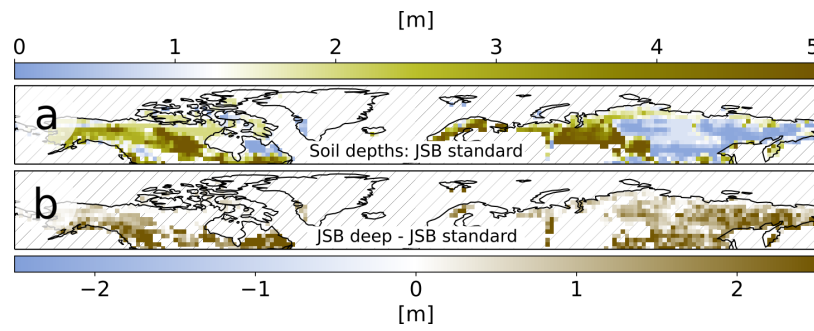 [m]
0 1 2 3 4 5
a
Soil depths: JSB standard
b
JSB deep - JSB standard
−2 −1 0 1 2
[m]